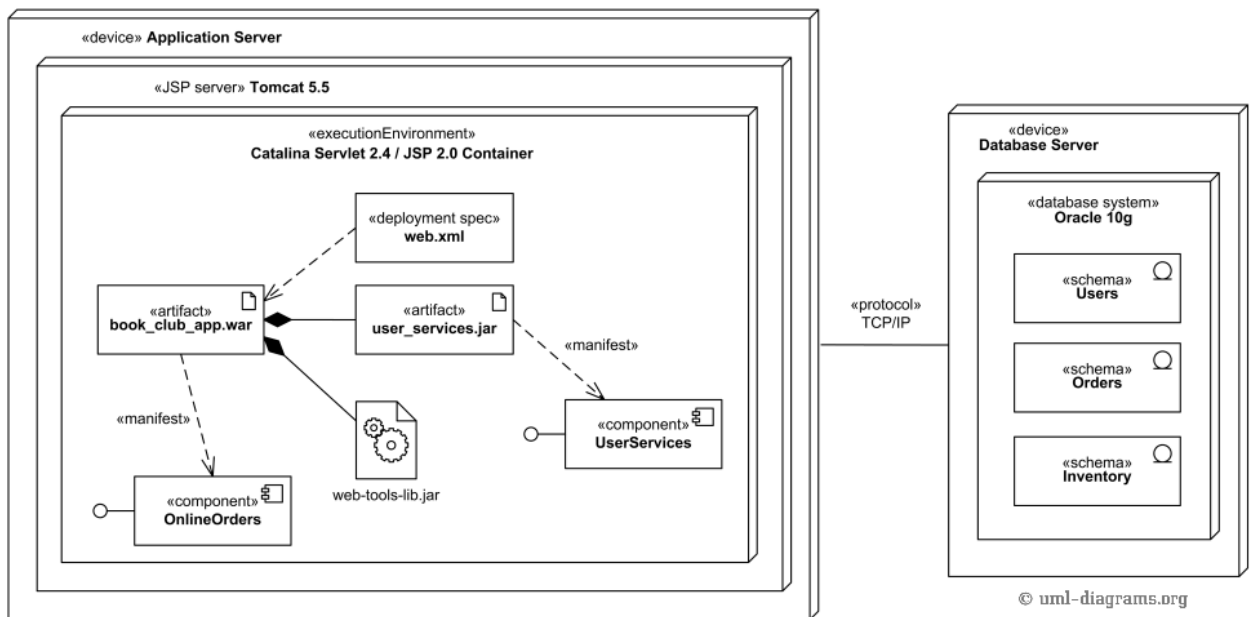 «device» Application Server
«JSP server» Tomcat 5.5
«executionEnvironment»
Catalina Servlet 2.4 / JSP 2.0 Container
«deployment spec»
web.xml
«artifact»
book_club_app.war
«artifact»
user_services.jar
«manifest»
«manifest»
«component»
UserServices
web-tools-lib.jar
«component»
OnlineOrders
«protocol»
TCP/IP
«device»
Database Server
«database system»
Oracle 10g
«schema»
Users
«schema»
Orders
«schema»
Inventory
© uml-diagrams.org